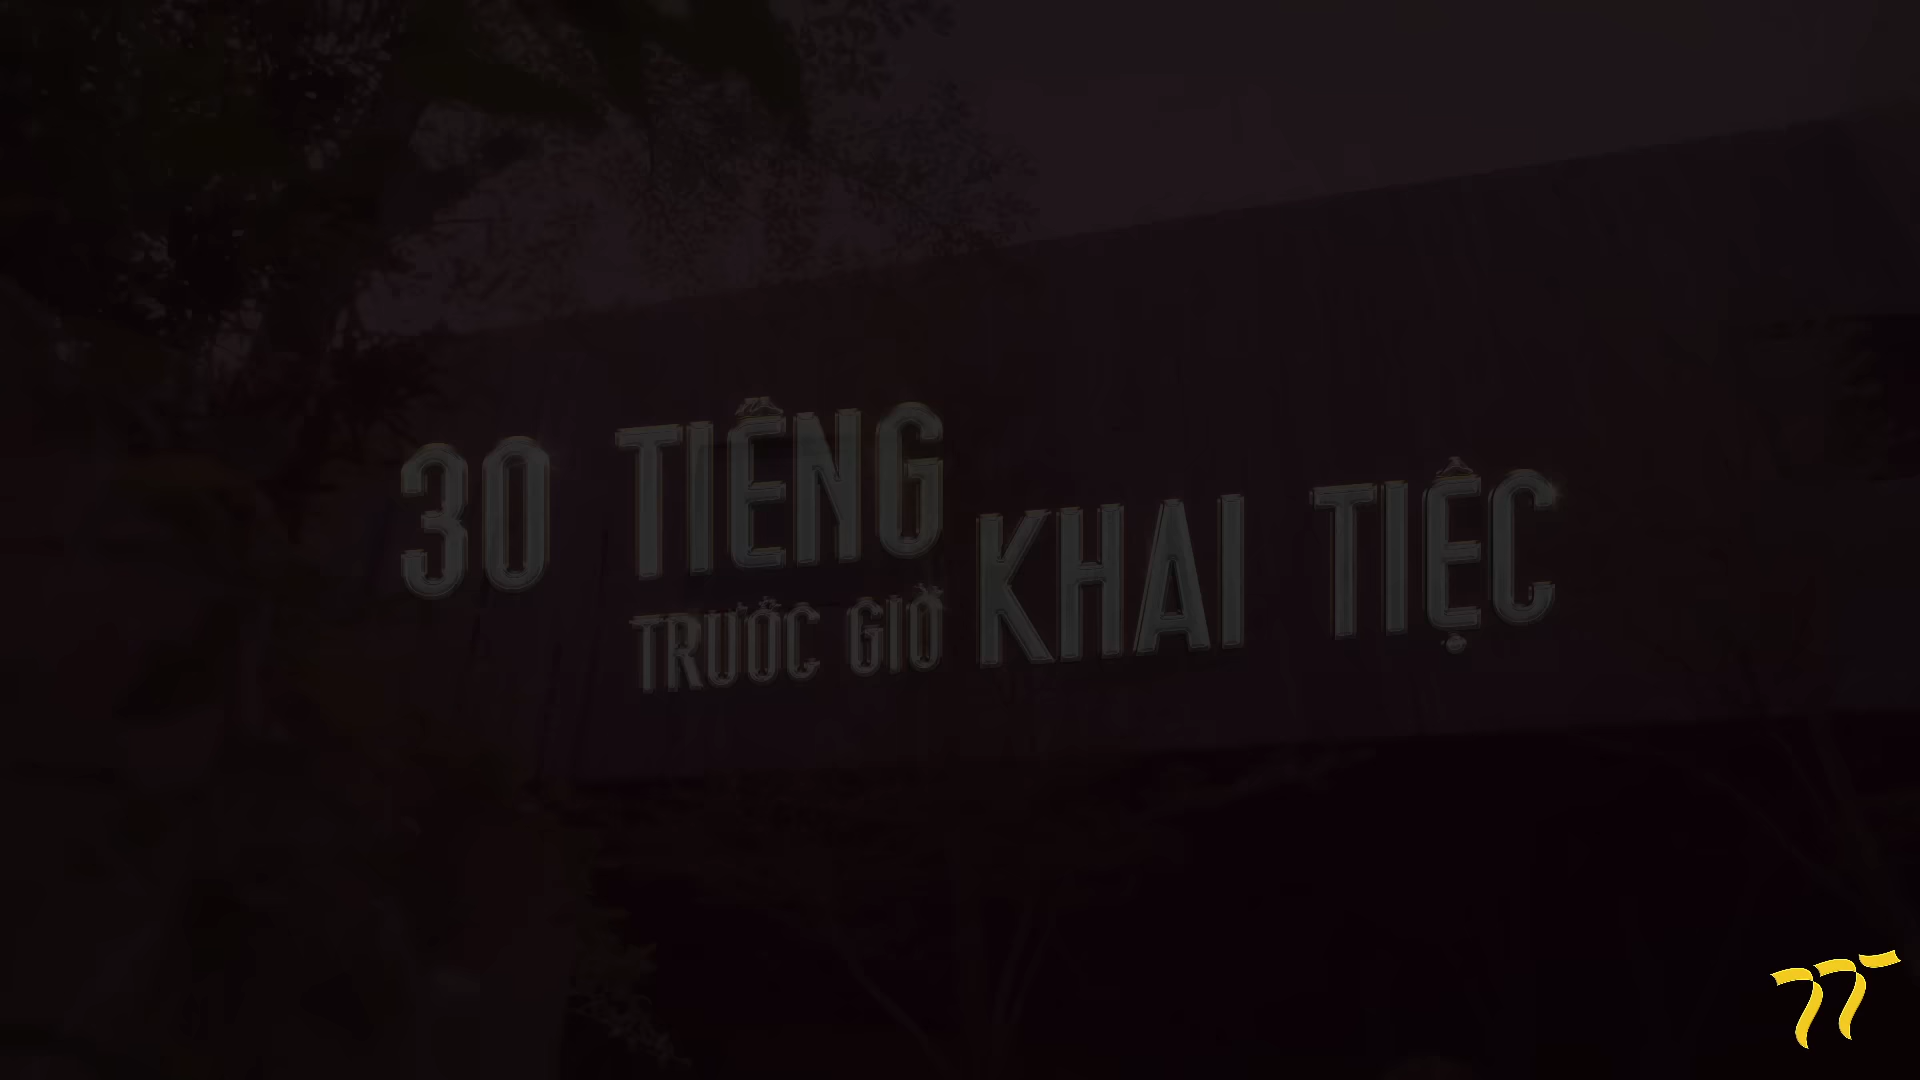 30 TIẾNG
TRƯỚC GIỜ
KHAI TIỆC